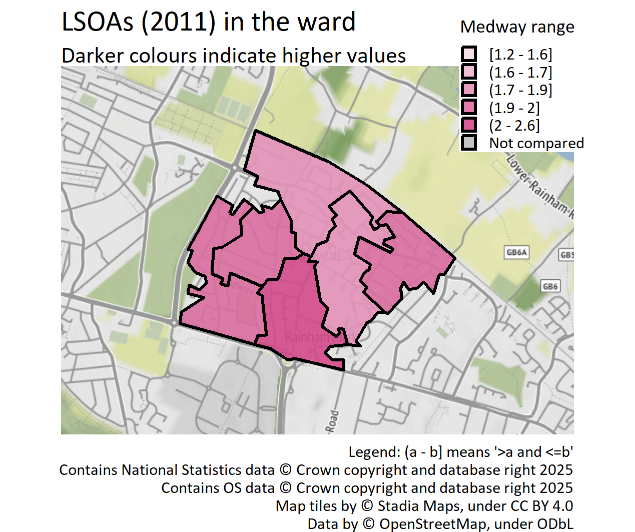 LSOAs (2011) in the ward
Darker colours indicate higher values
Medway range
[1.2 - 1.6]
(1.6 - 1.7]
(1.7 - 1.9]
(1.9 - 2]
(2 - 2.6]
Not compared
Lower-Rainham-R
GB6A
GBS
GB6
Rainham
-Road
Legend: (a - b] means '>a and <=b'
Contains National Statistics data © Crown copyright and database right 2025
Contains OS data © Crown copyright and database right 2025
Map tiles by © Stadia Maps, under CC BY 4.0
Data by © OpenStreetMap, under ODbL